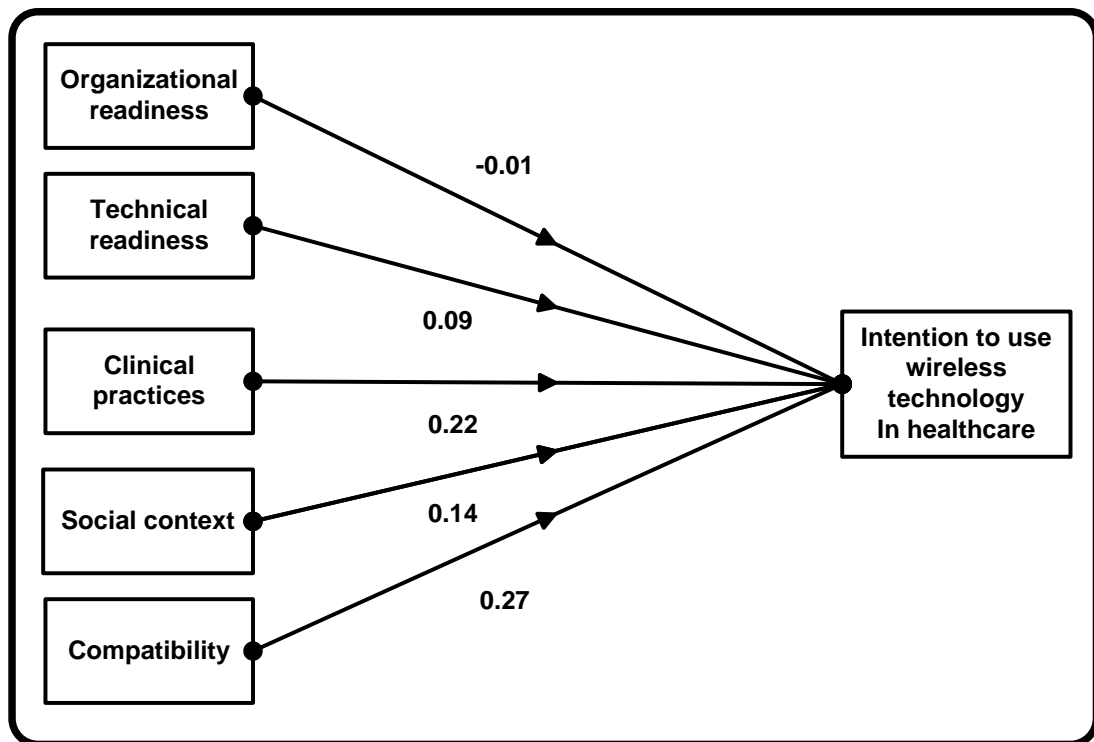 Organizational
readiness
-0.01
Technical
readiness
0.09
Intention to use
wireless
technology
In healthcare
Clinical
practices
0.22
Social context
0.14
Compatibility
0.27